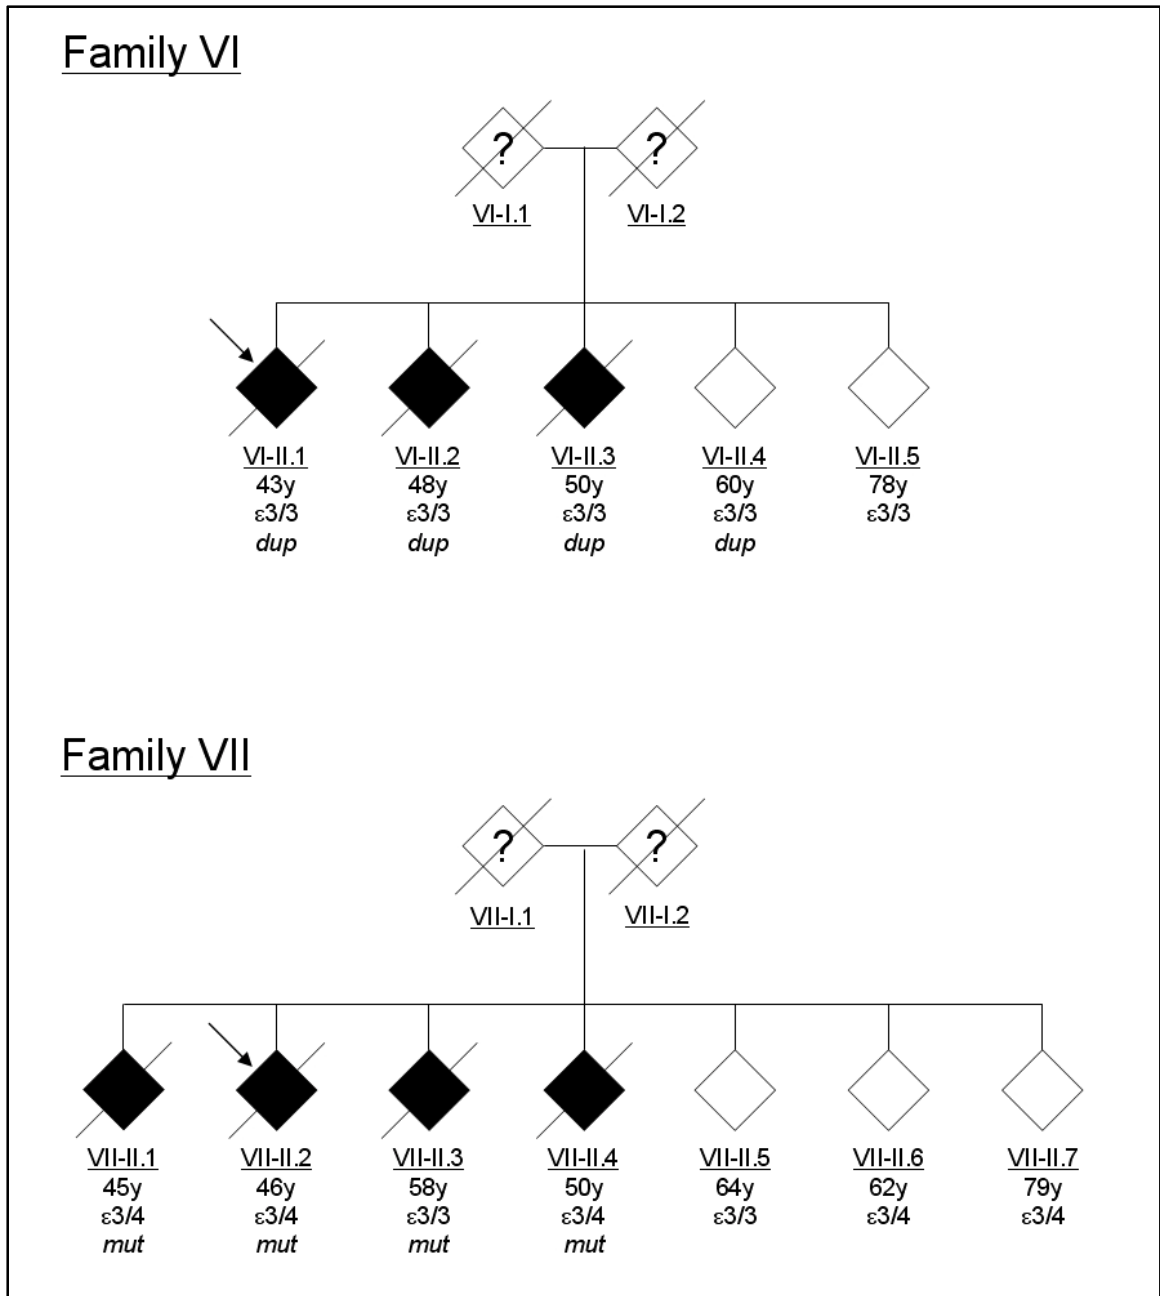 Family VI
? ?
VI-I.1 VI-I.2
VI-II.1 VI-II.2 VI-II.3 VI-II.4 VI-II.5
43y 48y 50y 60y 78y
ε3/3 ε3/3 ε3/3 ε3/3 ε3/3
dup dup dup dup
Family VII
? ?
VII-I.1 VII-I.2
VII-II.1 VII-II.2 VII-II.3 VII-II.4 VII-II.5 VII-II.6 VII-II.7
45y 46y 58y 50y 64y 62y 79y
ε3/4 ε3/4 ε3/3 ε3/4 ε3/3 ε3/4 ε3/4
mut mut mut mut